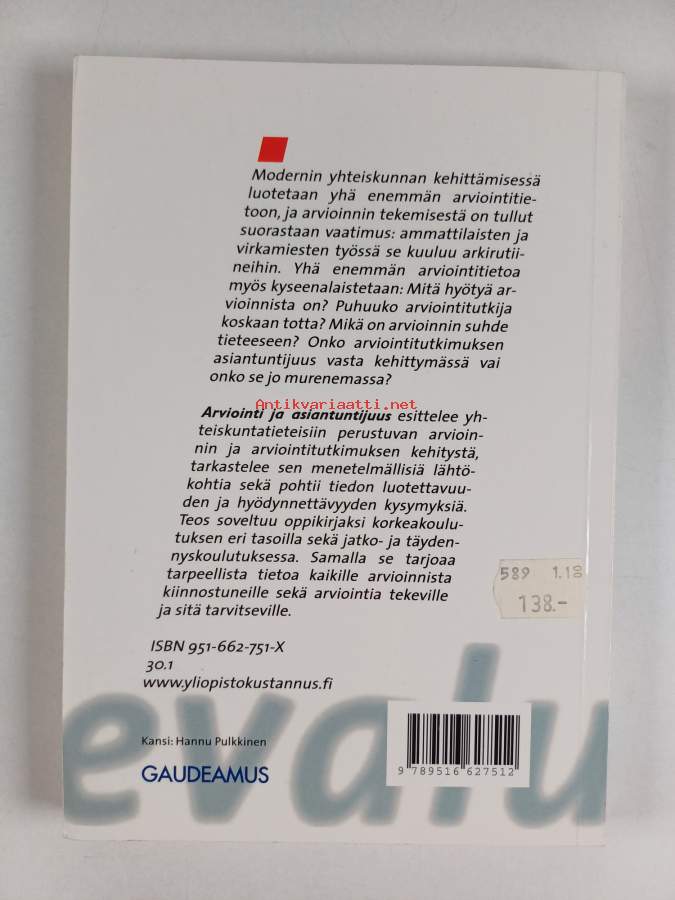 Modernin yhteiskunnan kehittämisessä
luotetaan yhä enemmän arviointitie-
toon, ja arvioinnin tekemisestä on tullut
suorastaan vaatimus: ammattilaisten ja
virkamiesten työssä se kuuluu arkirutii-
neihin. Yhä enemmän arviointitietoa
myös kyseenalaistetaan: Mitä hyötyä ar-
vioinnista on? Puhuuko arviointitutkija
koskaan totta? Mikä on arvioinnin suhde
tieteeseen? Onko arviointitutkimuksen
asiantuntijuus vasta kehittymässä vai
onko se jo murenemassa?
Antikvariaatti.net
Arviointi ja asiantuntijuus esittelee yh-
teiskuntatieteisiin perustuvan arvioin-
nin ja arviointitutkimuksen kehitystä,
tarkastelee sen menetelmällisiä lähtö-
kohtia sekä pohtii tiedon luotettavuu-
den ja hyödynnettävyyden kysymyksiä.
Teos soveltuu oppikirjaksi korkeakoulu-
tuksen eri tasoilla sekä jatko- ja täyden-
nyskoulutuksessa. Samalla se tarjoaa
tarpeellista tietoa kaikille arvioinnista
kiinnostuneille sekä arviointia tekeville
ja sitä tarvitseville.
589 1.10
138.-
ISBN 951-662-751-X
30.1
www.yliopistokustannus.fi
evalu
Kansi: Hannu Pulkkinen
GAUDEAMUS
9 789516 627512